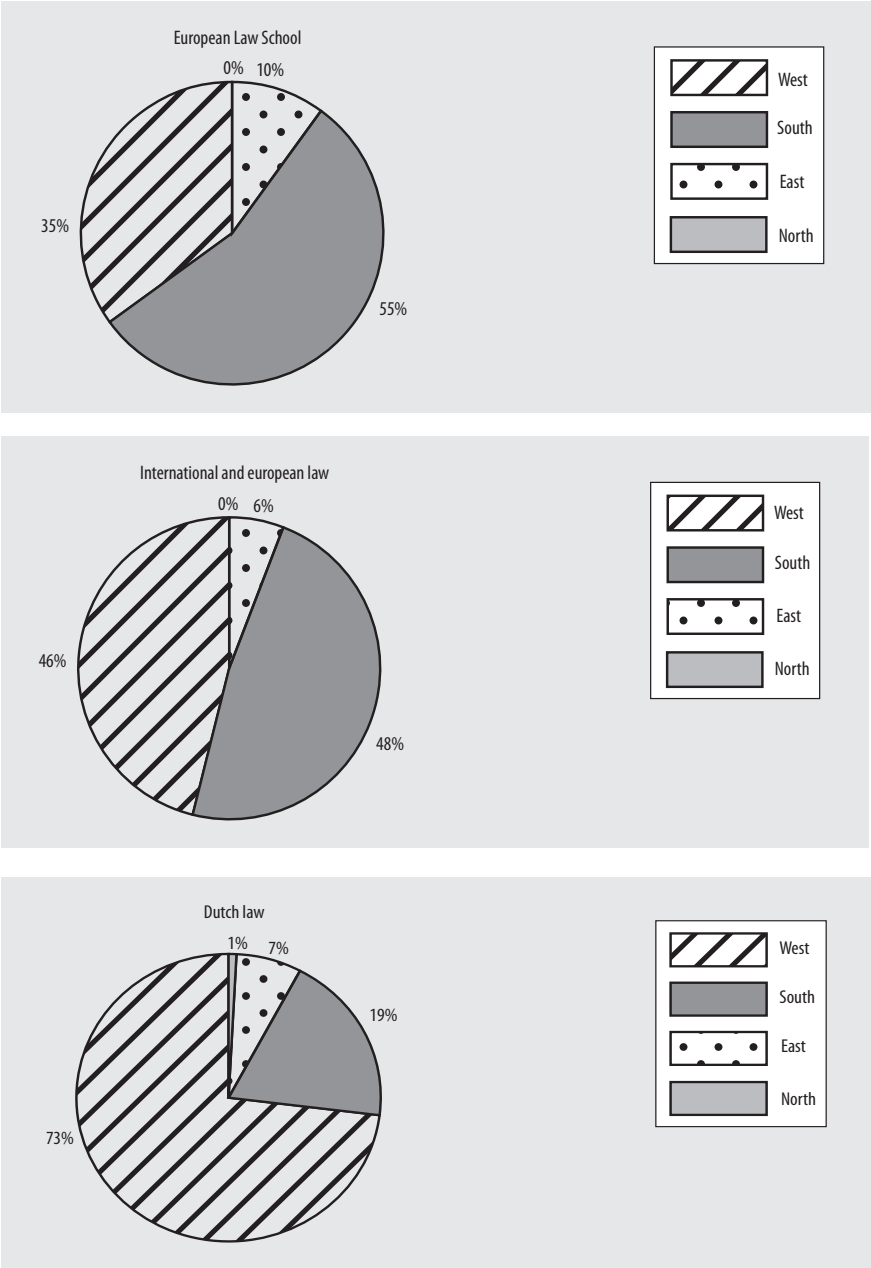 European Law School
0% 10%
35%
55%
West
South
East
North
International and european law
0% 6%
46%
48%
West
South
East
North
Dutch law
1% 7%
19%
73%
West
South
East
North